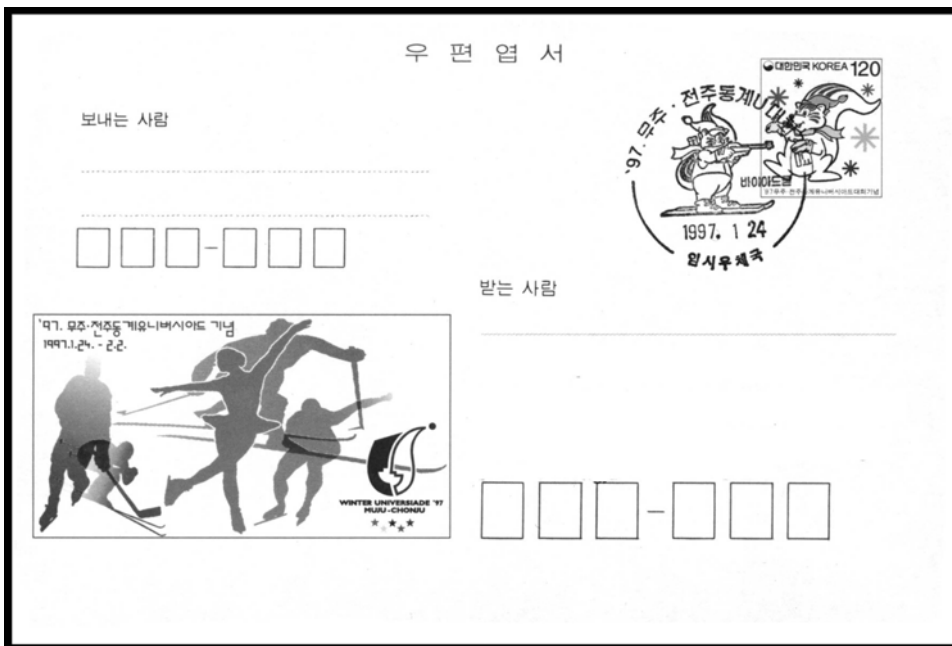 우 편 엽 서
대한민국 KOREA 120
보내는 사람
'97. 무주·전주동계U대회
바이아드론
'97무주·전주동계유니버시아드대회기념
1997. 1 24
임시우체국
받는 사람
'97. 무주·전주동계유니버시아드 기념
1997.1.24. - 2.2.
WINTER UNIVERSIADE '97
MUJU-CHONJU